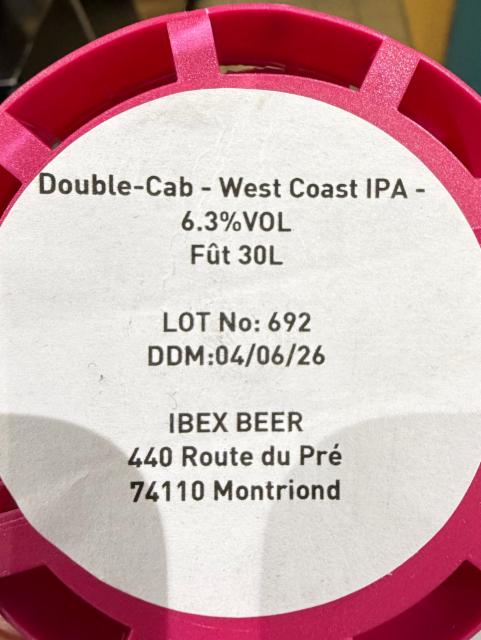 Double-Cab - West Coast IPA -
6.3%VOL
Fût 30L
LOT No: 692
DDM:04/06/26
IBEX BEER
440 Route du Pré
74110 Montriond